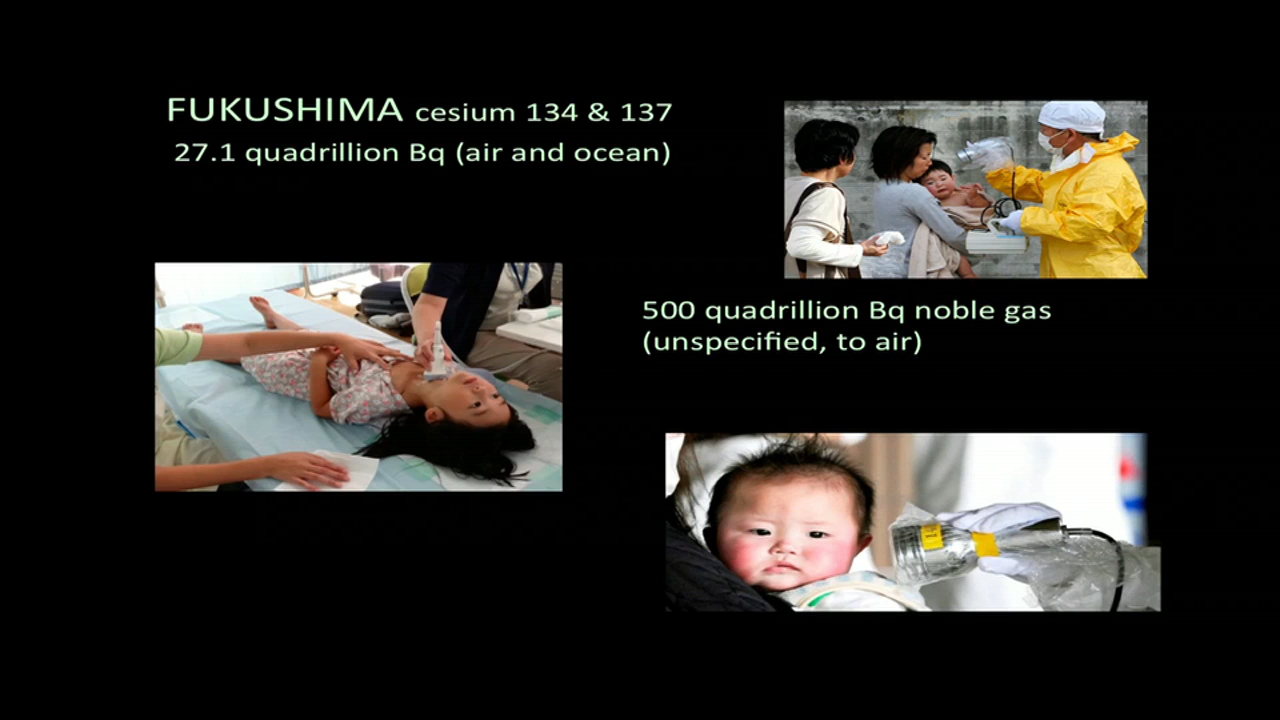 FUKUSHIMA cesium 134 & 137
27.1 quadrillion Bq (air and ocean)
500 quadrillion Bq noble gas
(unspecified, to air)